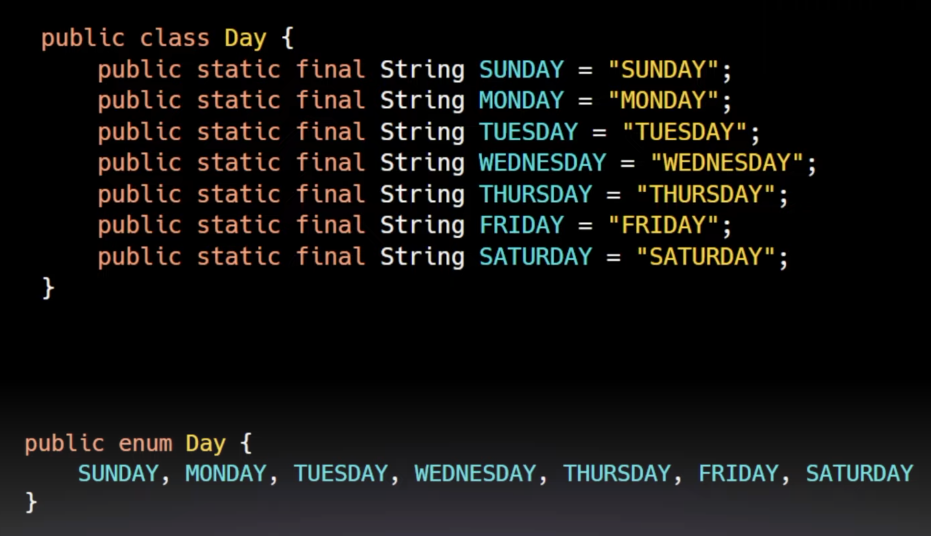 public class Day {
    public static final String SUNDAY = "SUNDAY";
    public static final String MONDAY = "MONDAY";
    public static final String TUESDAY = "TUESDAY";
    public static final String WEDNESDAY = "WEDNESDAY";
    public static final String THURSDAY = "THURSDAY";
    public static final String FRIDAY = "FRIDAY";
    public static final String SATURDAY = "SATURDAY";
}
public enum Day {
    SUNDAY, MONDAY, TUESDAY, WEDNESDAY, THURSDAY, FRIDAY, SATURDAY
}